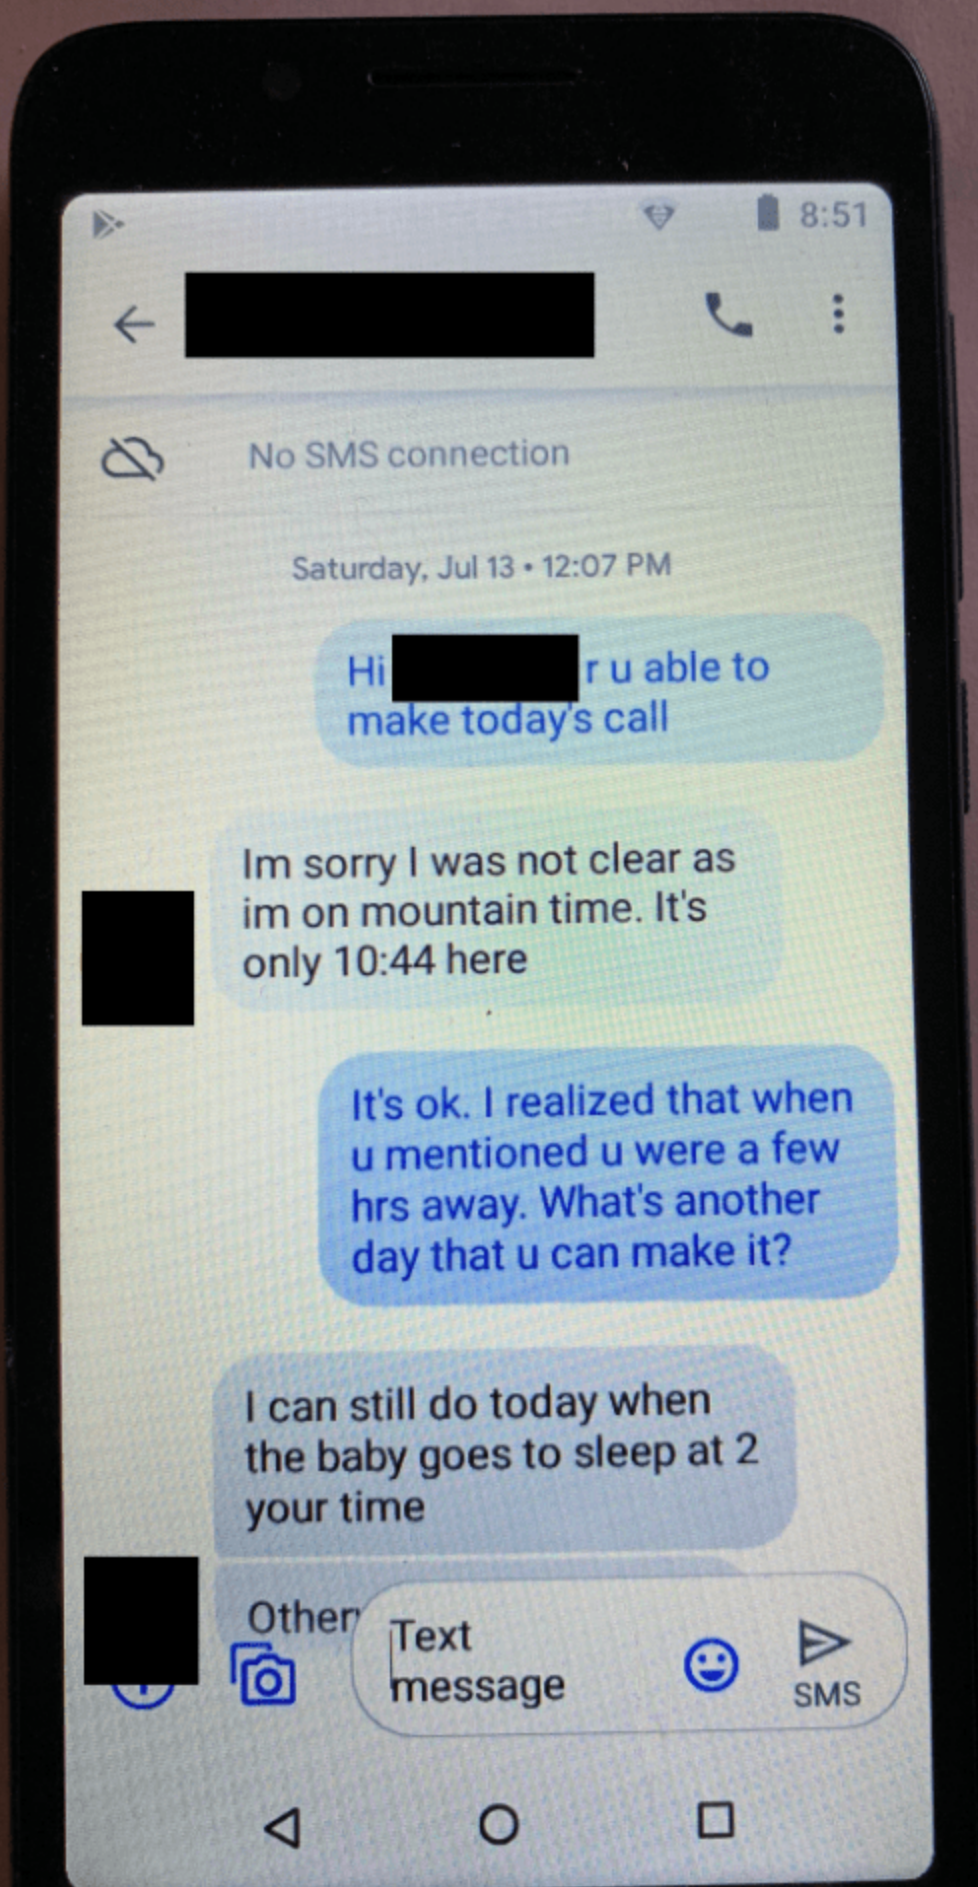 8:51
No SMS connection
Saturday, Jul 13 • 12:07 PM
Hi r u able to
make today's call
Im sorry I was not clear as
im on mountain time. It's
only 10:44 here
It's ok. I realized that when
u mentioned u were a few
hrs away. What's another
day that u can make it?
I can still do today when
the baby goes to sleep at 2
your time
Text
message
SMS